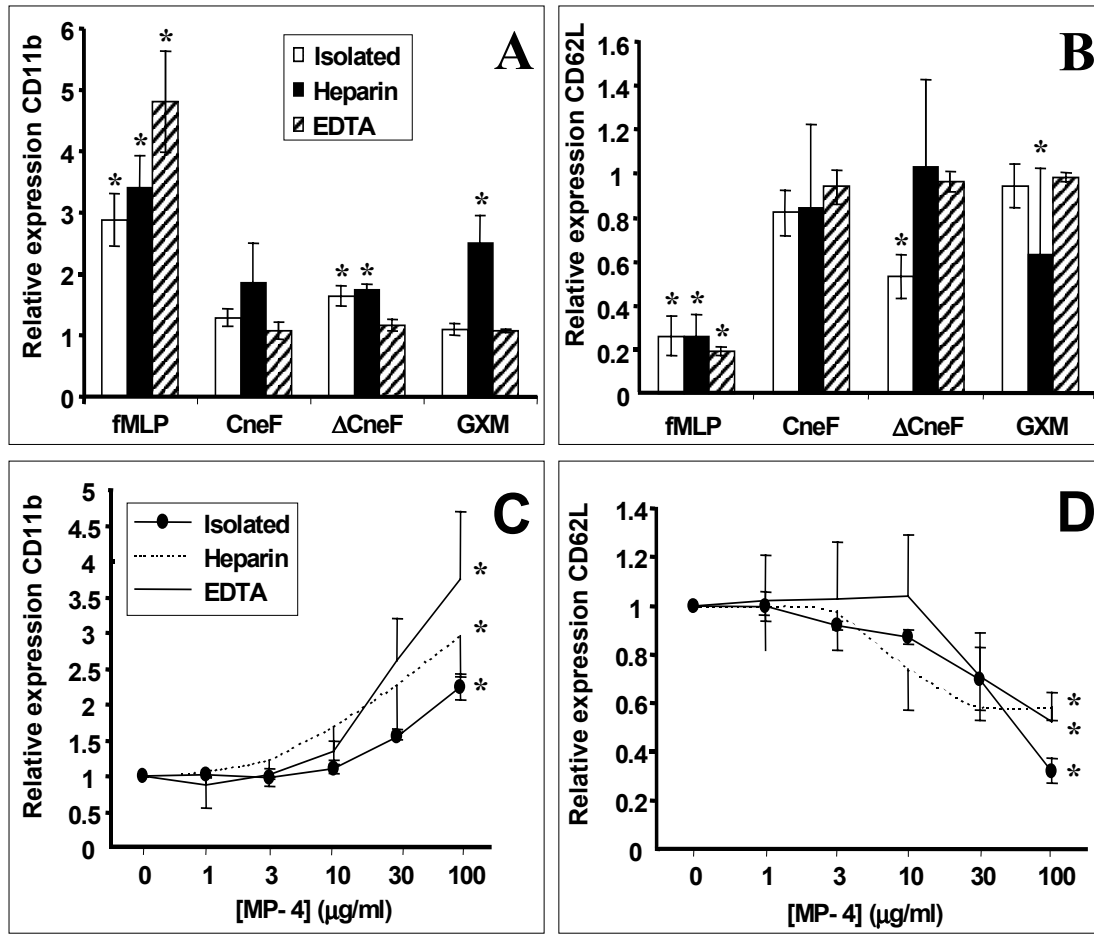 A
Relative expression CD11b
6
5
4
3
2
1
0
Isolated
Heparin
EDTA
*
*
*
*
*
*
fMLP
CneF
ΔCneF
GXM
B
Relative expression CD62L
1.6
1.4
1.2
1
0.8
0.6
0.4
0.2
0
*
*
*
*
*
fMLP
CneF
ΔCneF
GXM
C
Relative expression CD11b
5
4.5
4
3.5
3
2.5
2
1.5
1
0.5
0
Isolated
Heparin
EDTA
*
*
*
0
1
3
10
30
100
[MP-4] (μg/ml)
D
Relative expression CD62L
1.4
1.2
1
0.8
0.6
0.4
0.2
0
*
*
*
0
1
3
10
30
100
[MP-4] (μg/ml)